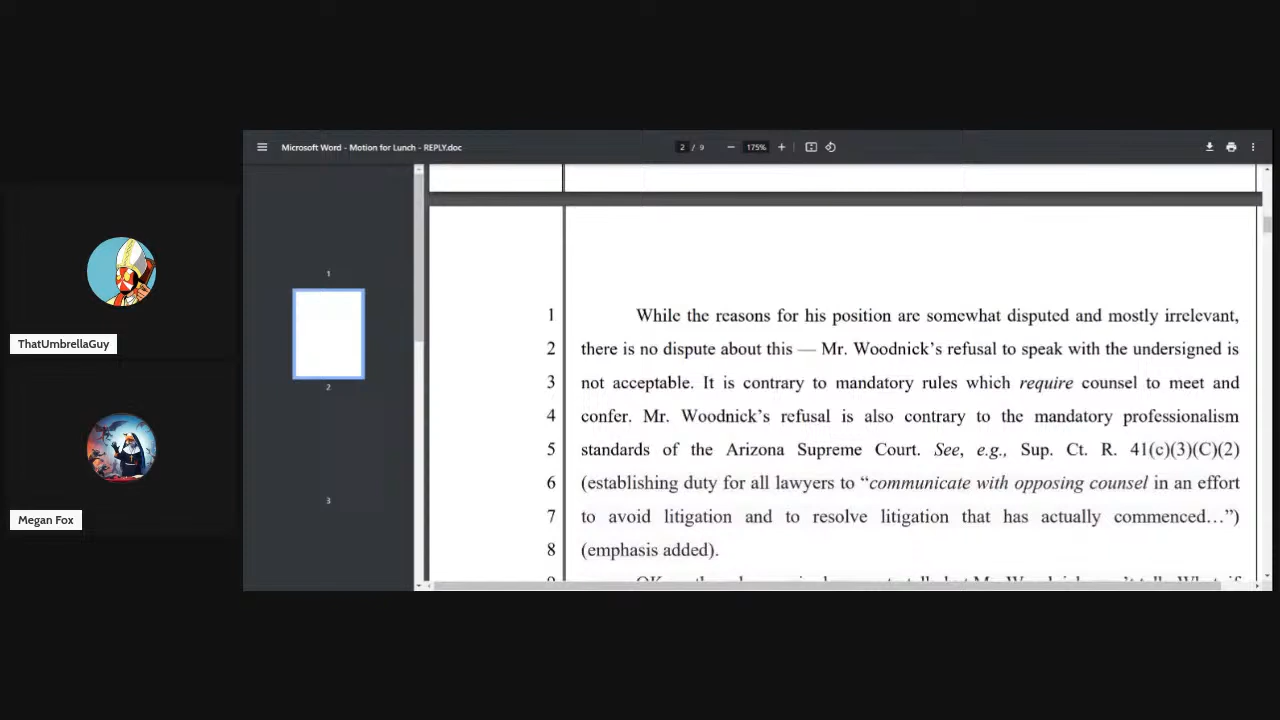 Microsoft Word - Motion for Lunch - REPLY.doc
2 / 9
175%
1
2
3
ThatUmbrellaGuy
Megan Fox
1 While the reasons for his position are somewhat disputed and mostly irrelevant,
2 there is no dispute about this — Mr. Woodnick’s refusal to speak with the undersigned is
3 not acceptable. It is contrary to mandatory rules which require counsel to meet and
4 confer. Mr. Woodnick’s refusal is also contrary to the mandatory professionalism
5 standards of the Arizona Supreme Court. See, e.g., Sup. Ct. R. 41(c)(3)(C)(2)
6 (establishing duty for all lawyers to “communicate with opposing counsel in an effort
7 to avoid litigation and to resolve litigation that has actually commenced…”)
8 (emphasis added).